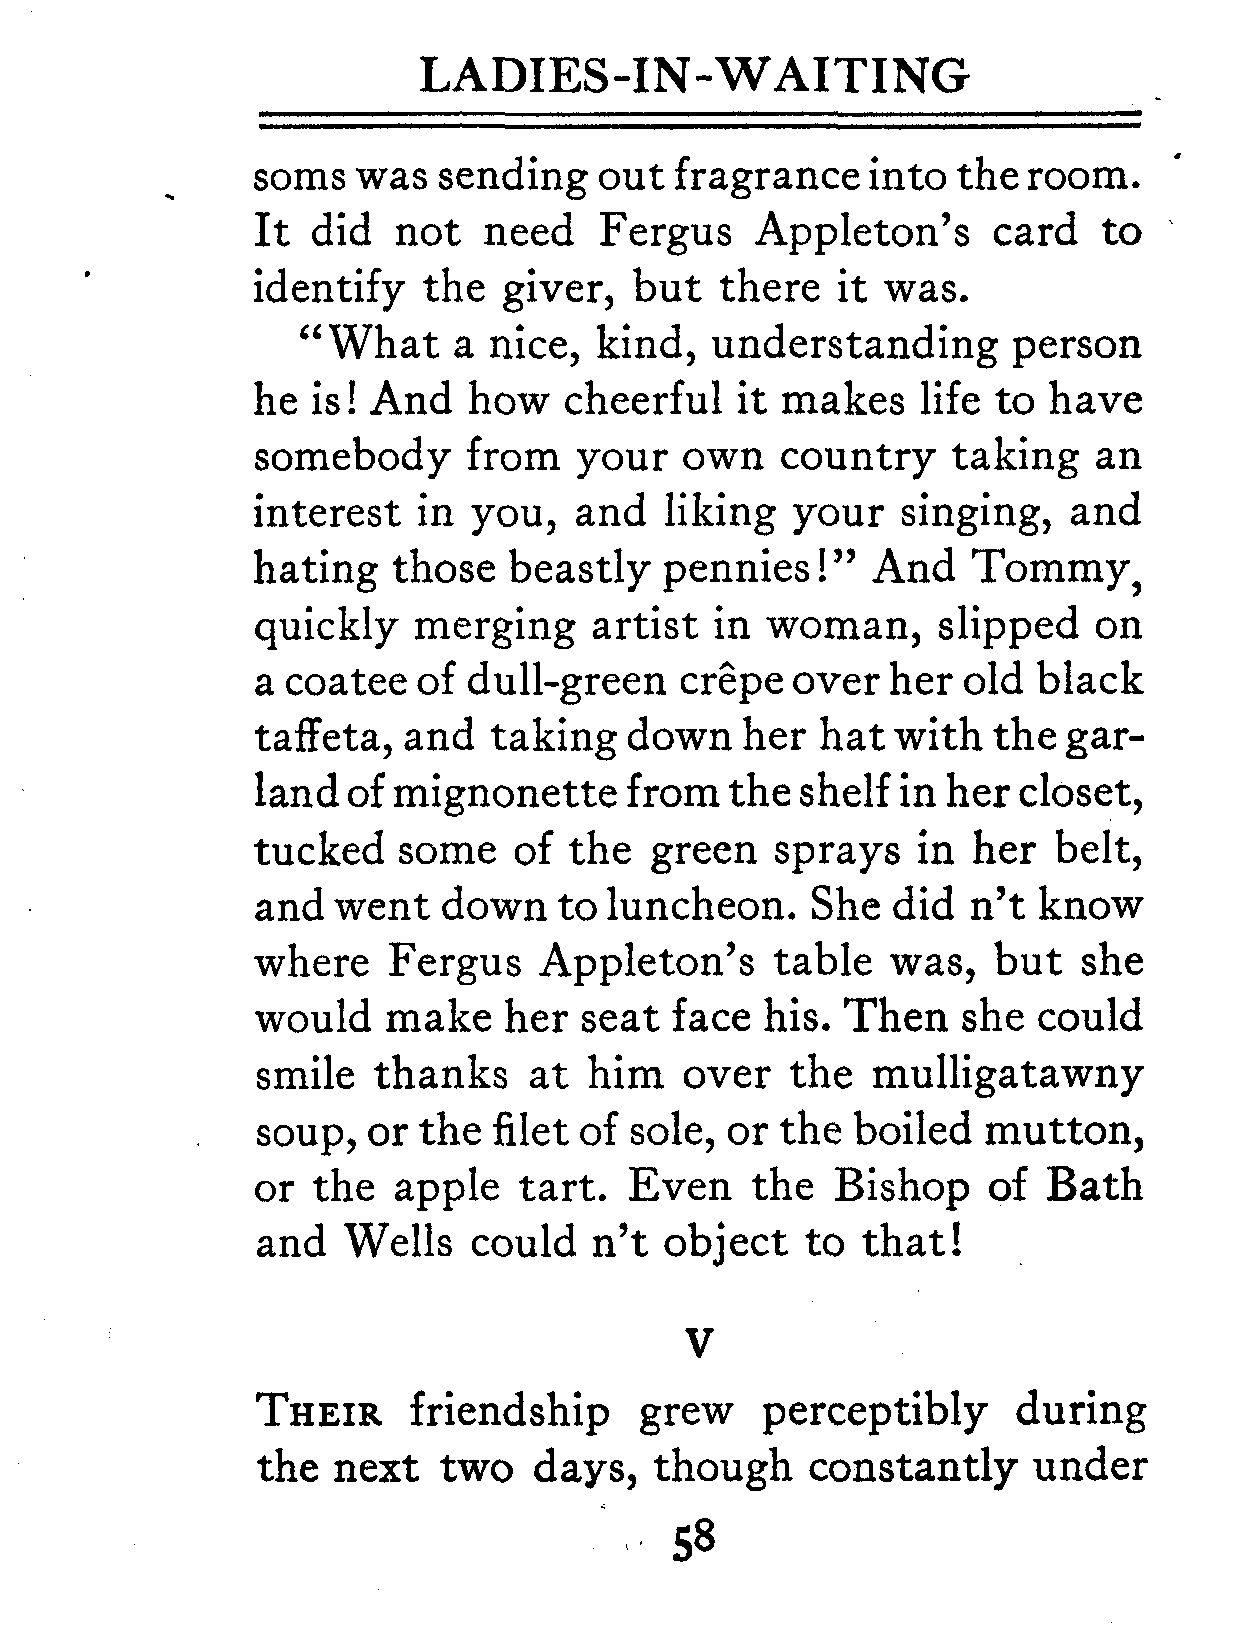 LADIES-IN-WAITING
soms was sending out fragrance into the room.
It did not need Fergus Appleton's card to
identify the giver, but there it was.
"What a nice, kind, understanding person
he is! And how cheerful it makes life to have
somebody from your own country taking an
interest in you, and liking your singing, and
hating those beastly pennies!" And Tommy,
quickly merging artist in woman, slipped on
a coatee of dull-green crêpe over her old black
taffeta, and taking down her hat with the gar-
land of mignonette from the shelf in her closet,
tucked some of the green sprays in her belt,
and went down to luncheon. She did n't know
where Fergus Appleton's table was, but she
would make her seat face his. Then she could
smile thanks at him over the mulligatawny
soup, or the filet of sole, or the boiled mutton,
or the apple tart. Even the Bishop of Bath
and Wells could n't object to that!
V
THEIR friendship grew perceptibly during
the next two days, though constantly under
58